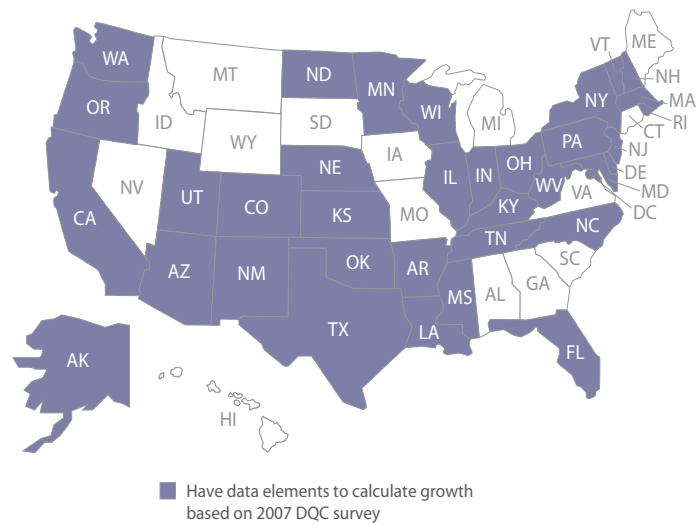 VT
ME
WA
MT
ND
MN
NH
OR
ID
SD
WI
MI
NY
MA
RI
WY
CT
IA
PA
NJ
NV
NE
OH
DE
UT
CO
IL
IN
WV
VA
MD
CA
KS
MO
KY
DC
AZ
NM
OK
AR
TN
NC
SC
MS
AL
GA
TX
LA
FL
AK
HI
Have data elements to calculate growth
based on 2007 DQC survey